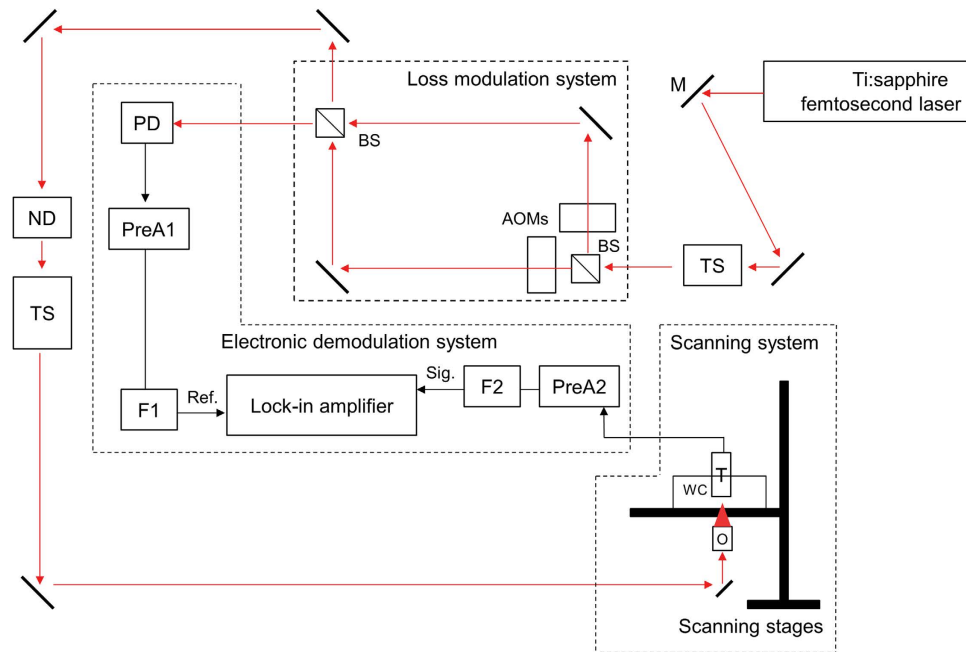 Loss modulation system
M
Ti:sapphire
femtosecond laser
PD
BS
ND
PreA1
AOMs
BS
TS
TS
Electronic demodulation system
Scanning system
F1
Ref.
Lock-in amplifier
Sig.
F2
PreA2
WC
T
O
Scanning stages